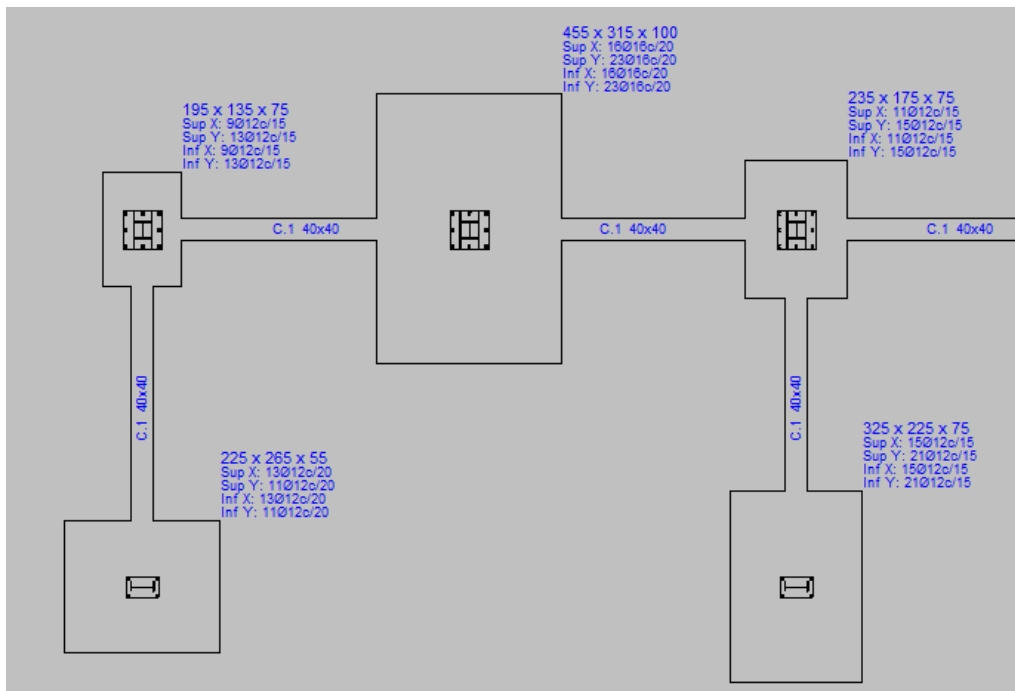 455 x 315 x 100
Sup X: 16Ø16c/20
Sup Y: 23Ø16c/20
Inf X: 16Ø16c/20
Inf Y: 23Ø16c/20
195 x 135 x 75
Sup X: 9Ø12c/15
Sup Y: 13Ø12c/15
Inf X: 9Ø12c/15
Inf Y: 13Ø12c/15
235 x 175 x 75
Sup X: 11Ø12c/15
Sup Y: 15Ø12c/15
Inf X: 11Ø12c/15
Inf Y: 15Ø12c/15
C.1 40x40
C.1 40x40
C.1 40x40
C.1 40x40
C.1 40x40
225 x 265 x 55
Sup X: 13Ø12c/20
Sup Y: 11Ø12c/20
Inf X: 13Ø12c/20
Inf Y: 11Ø12c/20
325 x 225 x 75
Sup X: 15Ø12c/15
Sup Y: 21Ø12c/15
Inf X: 15Ø12c/15
Inf Y: 21Ø12c/15